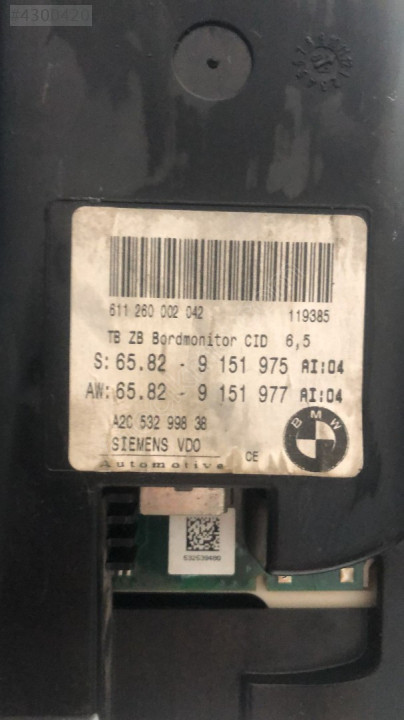 #430D420
611 260 002 042 119385
TB ZB Bordmonitor CID 6,5
S: 65.82 - 9 151 975 AI:04
AW: 65.82 - 9 151 977 AI:04
A2C 532 998 38
SIEMENS VDO
Automotive CE
BMW